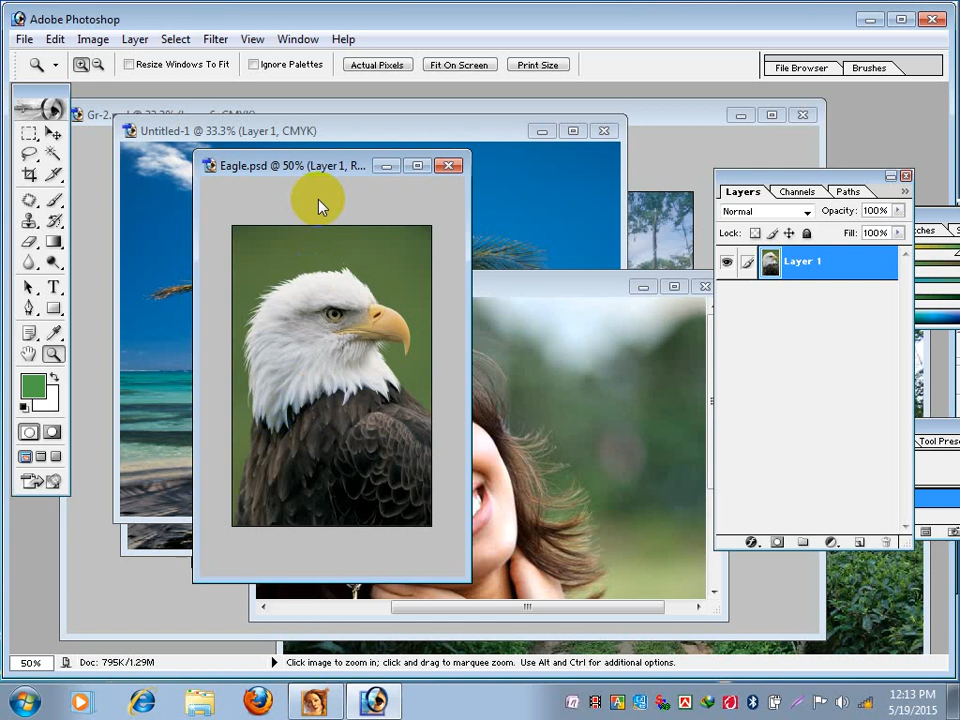 Adobe Photoshop
File Edit Image Layer Select Filter View Window Help
Resize Windows To Fit Ignore Palettes Actual Pixels Fit On Screen Print Size File Browser Brushes
Untitled-1 @ 33.3% (Layer 1, CMYK)
Eagle.psd @ 50% (Layer 1, R...
Layers Channels Paths
Normal Opacity: 100%
Lock: Fill: 100%
Layer 1
T
Tool Prese
50% Doc: 795K/1.29M Click image to zoom in; click and drag to marquee zoom. Use Alt and Ctrl for additional options.
12:13 PM
5/19/2015